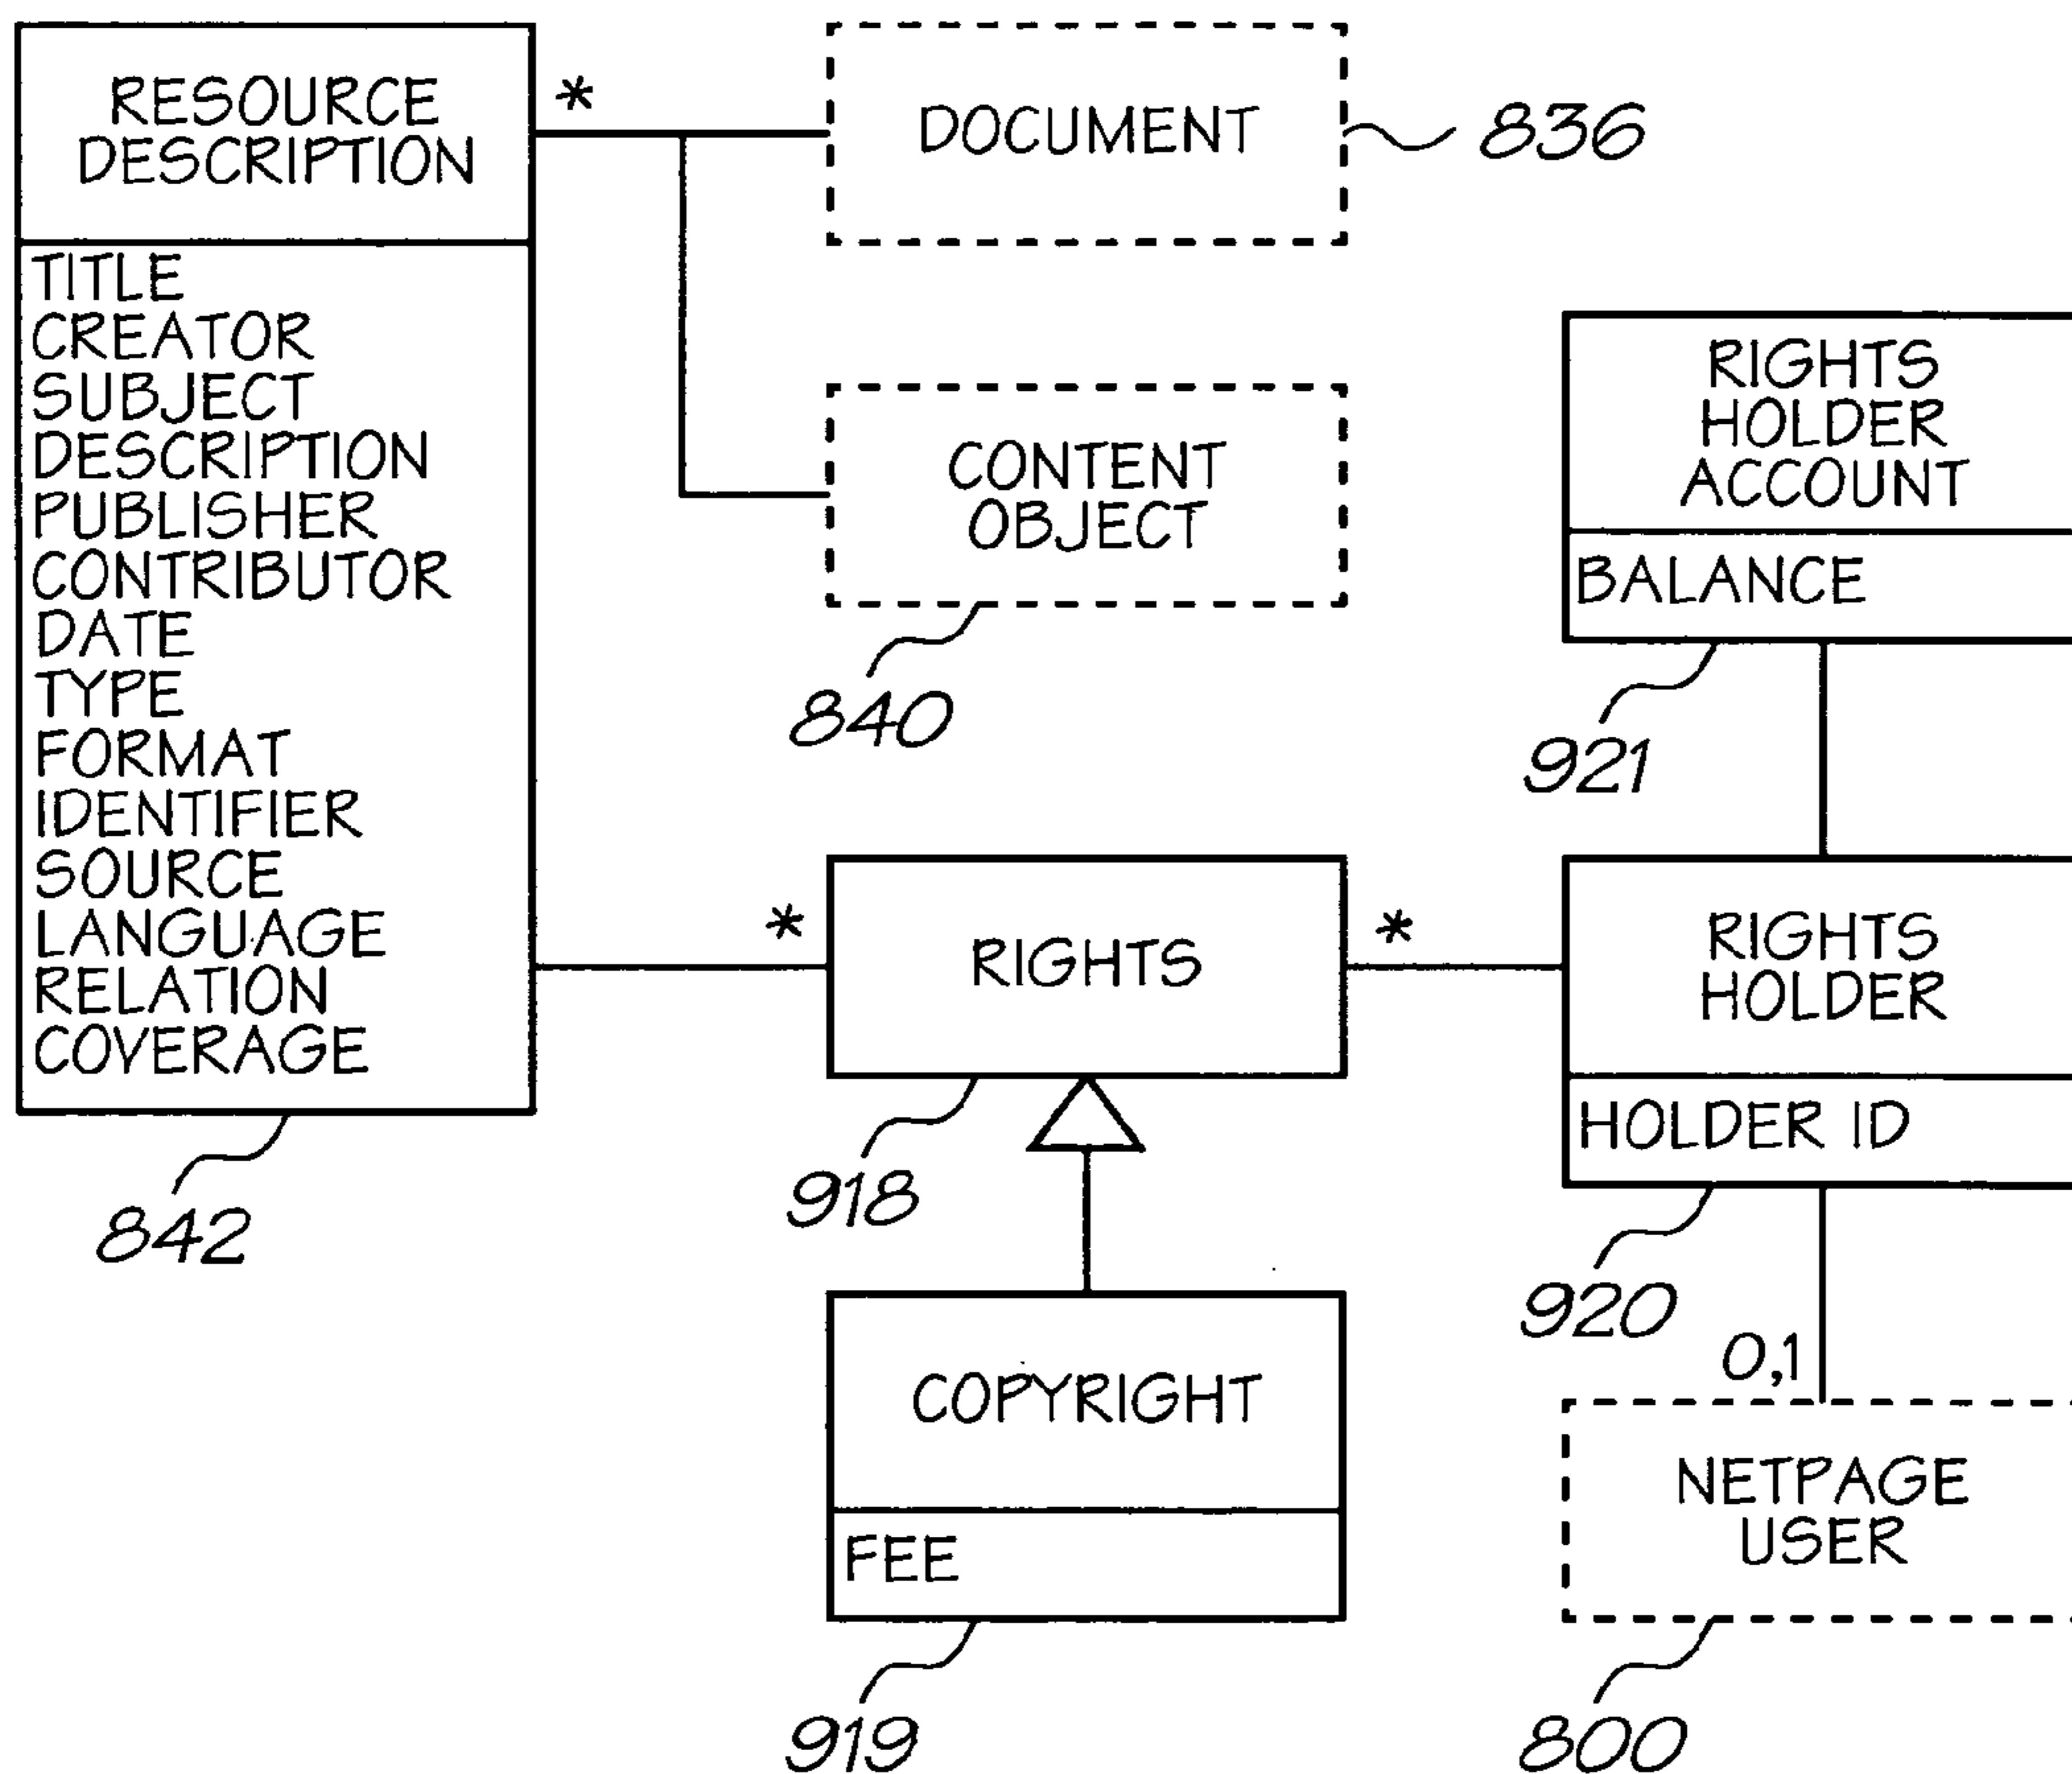 RESOURCE
DESCRIPTION
TITLE
CREATOR
SUBJECT
DESCRIPTION
PUBLISHER
CONTRIBUTOR
DATE
TYPE
FORMAT
IDENTIFIER
SOURCE
LANGUAGE
RELATION
COVERAGE
842
*
DOCUMENT
836
CONTENT
OBJECT
840
RIGHTS
HOLDER
ACCOUNT
BALANCE
921
*
RIGHTS
*
918
RIGHTS
HOLDER
HOLDER ID
920
COPYRIGHT
FEE
919
0,1
NETPAGE
USER
800